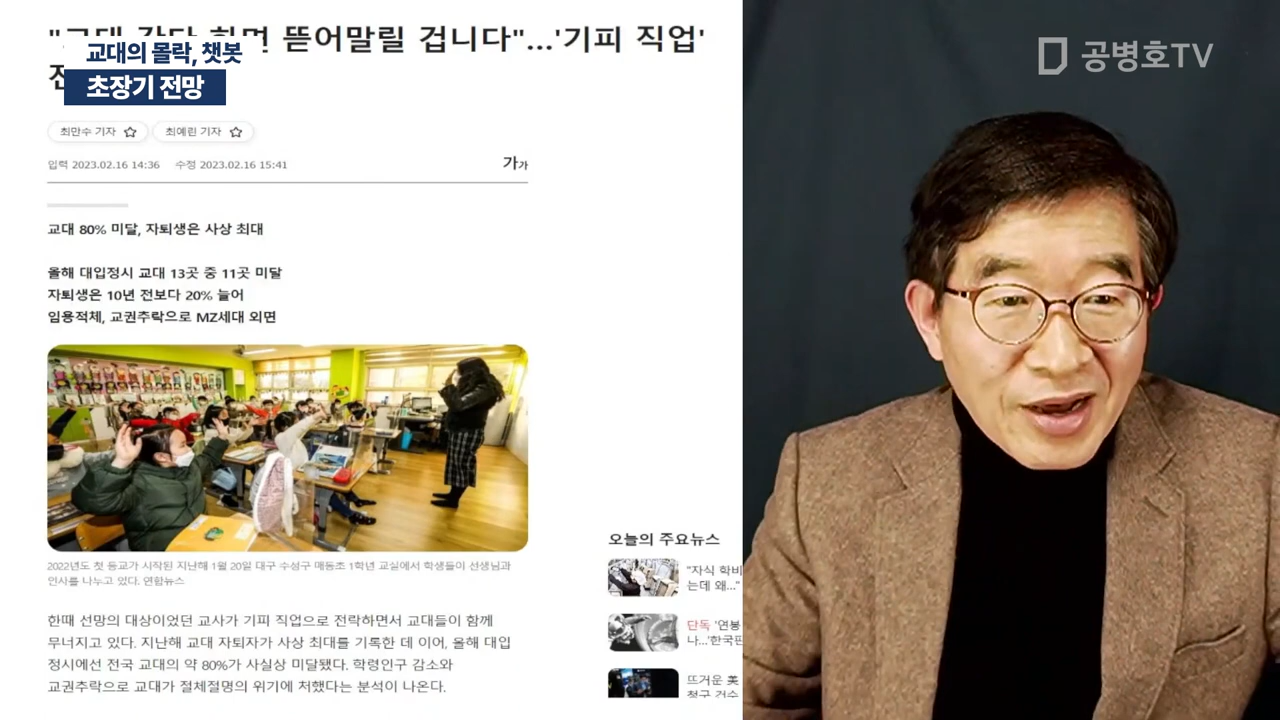 하면 뜯어말릴 겁니다"...'기피 직업'
교대의 몰락, 챗봇
초장기 전망
공병호TV
최만수 기자 최예린 기자
입력 2023.02.16 14:36 수정 2023.02.16 15:41
가가
교대 80% 미달, 자퇴생은 사상 최대
올해 대입정시 교대 13곳 중 11곳 미달
자퇴생은 10년 전보다 20% 늘어
임용적체, 교권추락으로 MZ세대 외면
2022년도 첫 등교가 시작된 지난해 1월 20일 대구 수성구 매동초 1학년 교실에서 학생들이 선생님과
인사를 나누고 있다. 연합뉴스
한때 선망의 대상이었던 교사가 기피 직업으로 전락하면서 교대들이 함께
무너지고 있다. 지난해 교대 자퇴자가 사상 최대를 기록한 데 이어, 올해 대입
정시에선 전국 교대의 약 80%가 사실상 미달됐다. 학령인구 감소와
교권추락으로 교대가 절체절명의 위기에 처했다는 분석이 나온다.
오늘의 주요뉴스
"자식 학비
는데 왜..."
단독 '연봉
나...'한국판
뜨거운 美
청구 건수